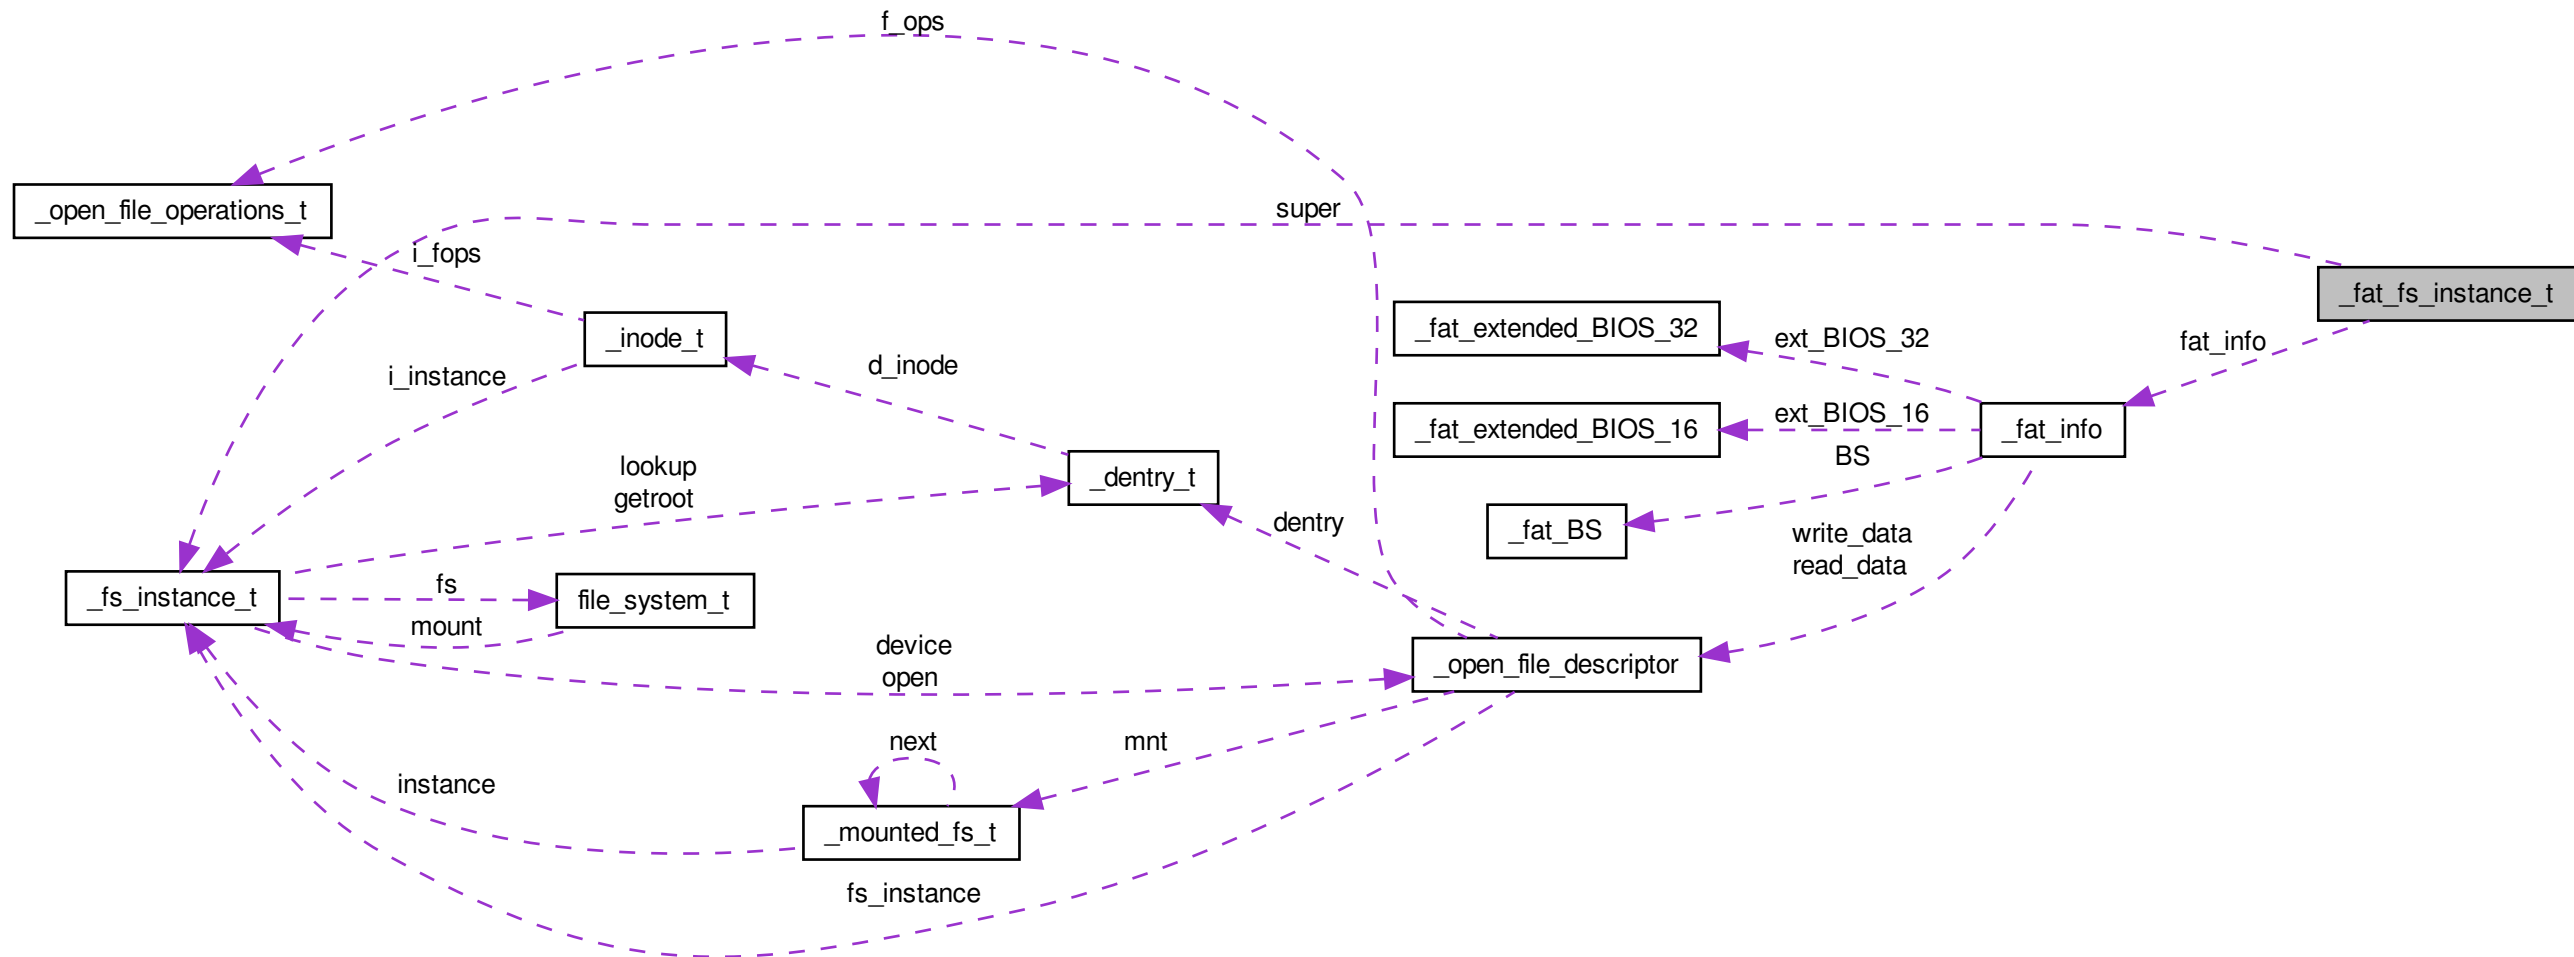 f_ops
_open_file_operations_t
super
i_fops
_fat_fs_instance_t
_inode_t
_fat_extended_BIOS_32
ext_BIOS_32
fat_info
i_instance
d_inode
_fat_extended_BIOS_16
ext_BIOS_16
_fat_info
BS
lookup
getroot
_dentry_t
dentry
_fat_BS
write_data
read_data
_fs_instance_t
fs
file_system_t
mount
device
open
_open_file_descriptor
next
mnt
instance
_mounted_fs_t
fs_instance